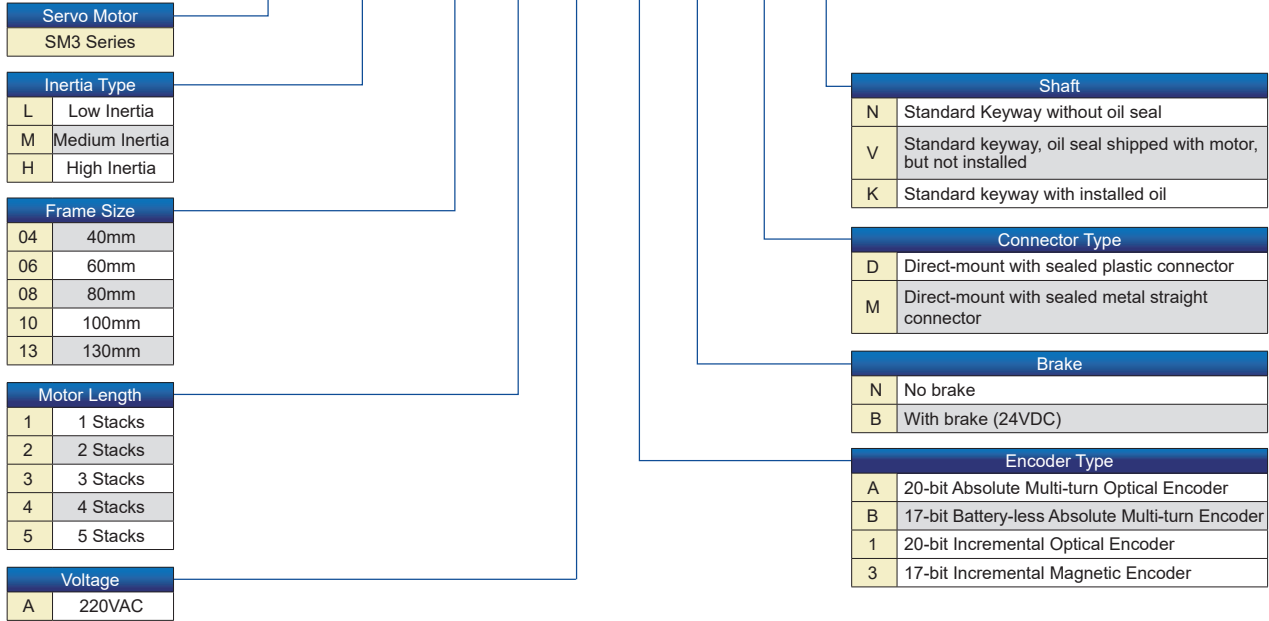 Servo Motor
SM3 Series
Inertia Type
L Low Inertia
M Medium Inertia
H High Inertia
Frame Size
04 40mm
06 60mm
08 80mm
10 100mm
13 130mm
Motor Length
1 1 Stacks
2 2 Stacks
3 3 Stacks
4 4 Stacks
5 5 Stacks
Voltage
A 220VAC
Shaft
N Standard Keyway without oil seal
V Standard keyway, oil seal shipped with motor,
but not installed
K Standard keyway with installed oil
Connector Type
D Direct-mount with sealed plastic connector
M Direct-mount with sealed metal straight
connector
Brake
N No brake
B With brake (24VDC)
Encoder Type
A 20-bit Absolute Multi-turn Optical Encoder
B 17-bit Battery-less Absolute Multi-turn Encoder
1 20-bit Incremental Optical Encoder
3 17-bit Incremental Magnetic Encoder